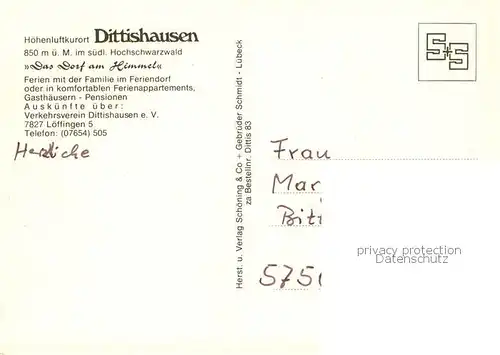 Höhenluftkurort Dittishausen
850 m ü. M. im südl. Hochschwarzwald
»Das Dorf am Himmel«
Ferien mit der Familie im Feriendorf
oder in komfortablen Ferienappartements,
Gasthäusern - Pensionen
Auskünfte über:
Verkehrsverein Dittishausen e. V.
7827 Löffingen 5
Telefon: (07654) 505
Herzliche
Herst. u. Verlag Schöning & Co + Gebrüder Schmidt - Lübeck
za Bestellnr. Dittis 83
S+S
Frau
Mar
privacy protection
Datenschutz